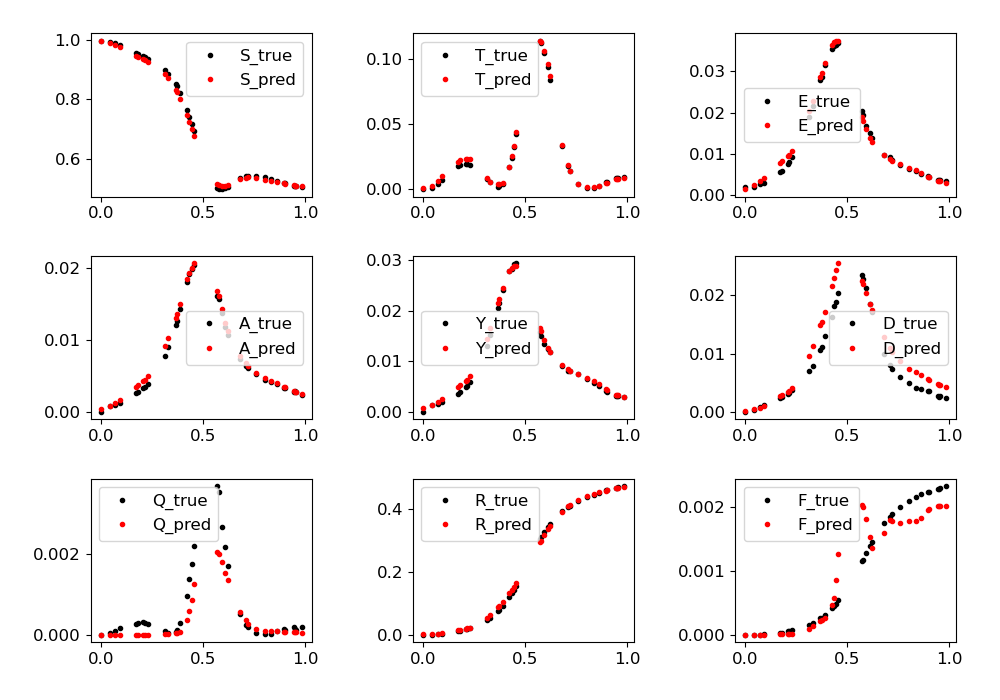 1.0
0.8
0.6
0.0 0.5 1.0
S_true
S_pred
0.10
0.05
0.00
0.0 0.5 1.0
T_true
T_pred
0.03
0.02
0.01
0.00
0.0 0.5 1.0
E_true
E_pred
0.02
0.01
0.00
0.0 0.5 1.0
A_true
A_pred
0.03
0.02
0.01
0.00
0.0 0.5 1.0
Y_true
Y_pred
0.02
0.01
0.00
0.0 0.5 1.0
D_true
D_pred
0.002
0.000
0.0 0.5 1.0
Q_true
Q_pred
0.4
0.2
0.0
0.0 0.5 1.0
R_true
R_pred
0.002
0.001
0.000
0.0 0.5 1.0
F_true
F_pred